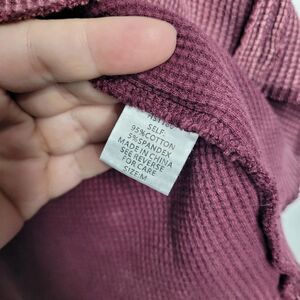 SELF:
95%COTTON
5%SPANDEX
MADE IN CHINA
SEE REVERSE
FOR CARE
SIZE M